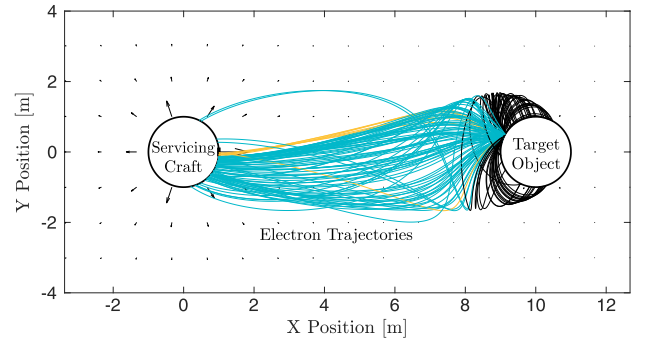 4
2
0
-2
-4
Y Position [m]
Servicing
Craft
Target
Object
Electron Trajectories
-2 0 2 4 6 8 10 12
X Position [m]